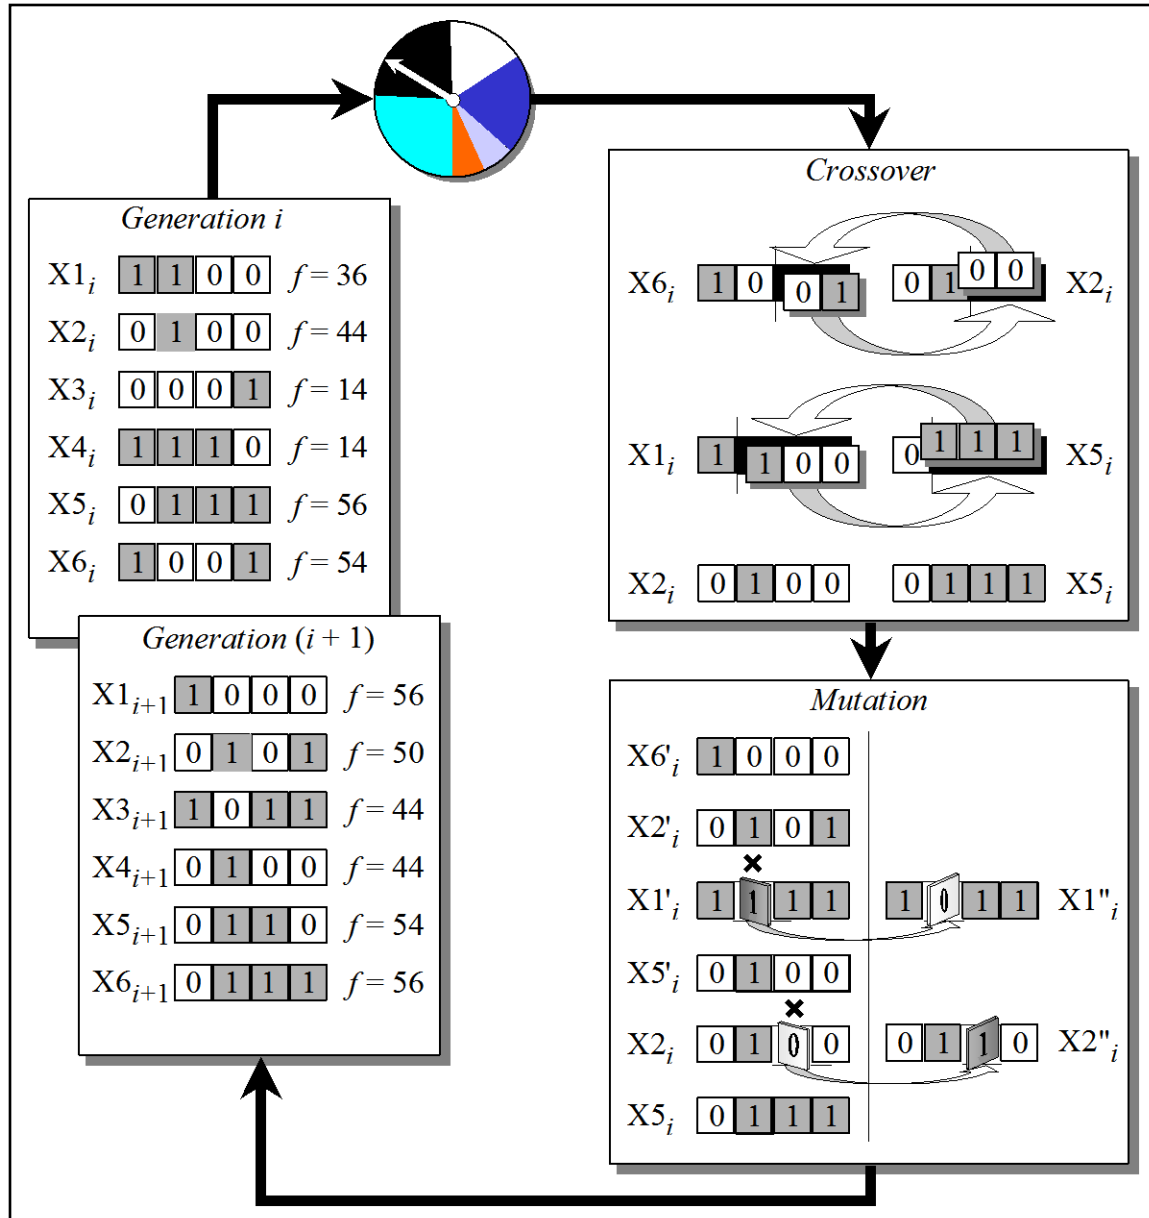 Generation i
X1i 1 1 0 0 f = 36
X2i 0 1 0 0 f = 44
X3i 0 0 0 1 f = 14
X4i 1 1 1 0 f = 14
X5i 0 1 1 1 f = 56
X6i 1 0 0 1 f = 54
Crossover
X6i 1 0 0 1 0 1 0 0 X2i
X1i 1 1 0 0 0 1 1 1 X5i
X2i 0 1 0 0 0 1 1 1 X5i
Mutation
X6'i 1 0 0 0
X2'i 0 1 0 1
X1'i 1 1 1 1 1 0 1 1 X1"i
X5'i 0 1 0 0
X2i 0 1 0 0 0 1 1 0 X2"i
X5i 0 1 1 1
Generation (i + 1)
X1i+1 1 0 0 0 f = 56
X2i+1 0 1 0 1 f = 50
X3i+1 1 0 1 1 f = 44
X4i+1 0 1 0 0 f = 44
X5i+1 0 1 1 0 f = 54
X6i+1 0 1 1 1 f = 56